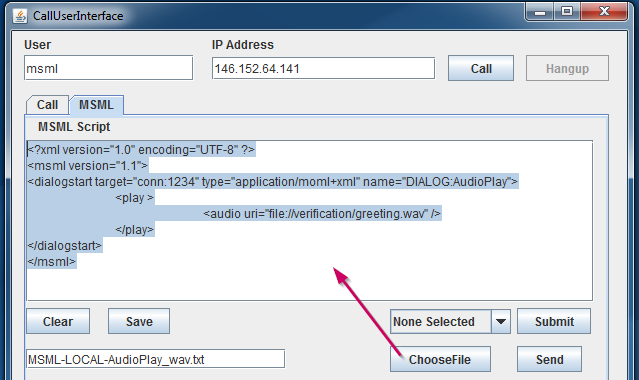 CallUserInterface
User
IP Address
msml
146.152.64.141
Call
Hangup
Call
MSML
MSML Script
<?xml version="1.0" encoding="UTF-8" ?>
<msml version="1.1">
<dialogstart target="conn:1234" type="application/moml+xml" name="DIALOG:AudioPlay">
<play >
<audio uri="file://verification/greeting.wav" />
</play>
</dialogstart>
</msml>
Clear
Save
None Selected
Submit
MSML-LOCAL-AudioPlay_wav.txt
ChooseFile
Send